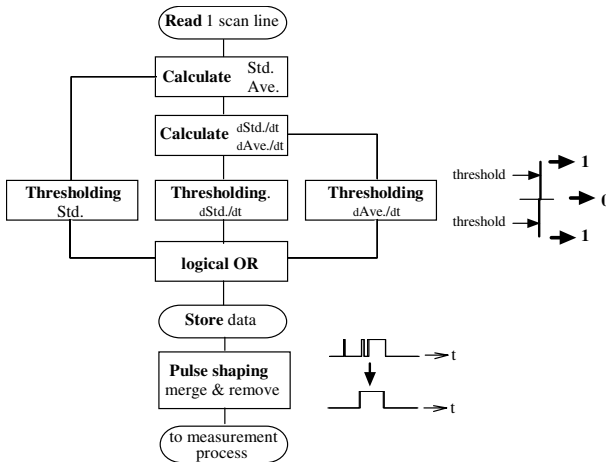 Read 1 scan line
Calculate Std.
Ave.
Calculate dStd./dt
dAve./dt
Thresholding
Std.
Thresholding.
dStd./dt
Thresholding
dAve./dt
threshold
1
0
threshold
1
logical OR
Store data
Pulse shaping
merge & remove
t
t
to measurement
process